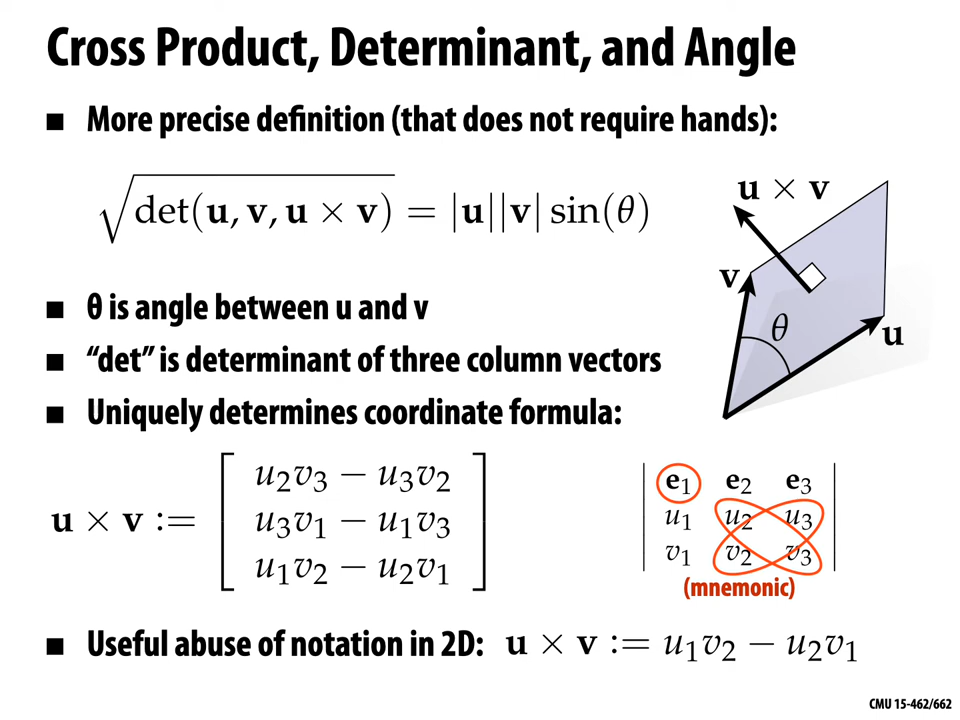 Cross Product, Determinant, and Angle
■ More precise definition (that does not require hands):
√det(u, v, u × v) = |u||v| sin(θ)
u × v
v
θ
u
■ θ is angle between u and v
■ “det” is determinant of three column vectors
■ Uniquely determines coordinate formula:
u × v := [ u₂v₃ − u₃v₂
u₃v₁ − u₁v₃
u₁v₂ − u₂v₁ ]
| e₁ e₂ e₃ |
| u₁ u₂ u₃ |
| v₁ v₂ v₃ |
(mnemonic)
■ Useful abuse of notation in 2D: u × v := u₁v₂ − u₂v₁
CMU 15-462/662